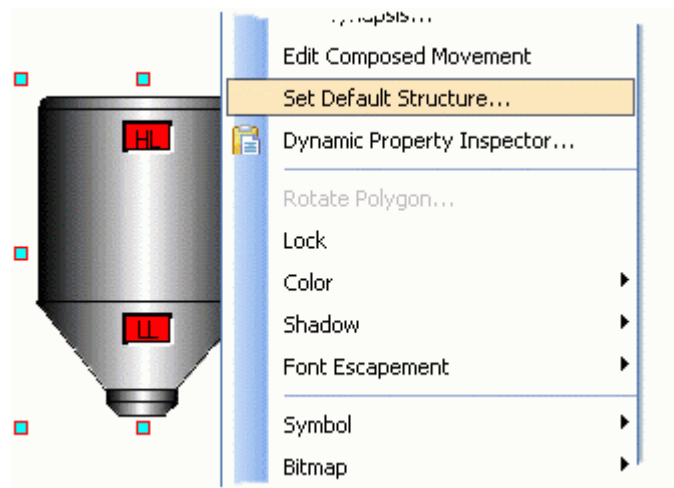 Edit Composed Movement
Set Default Structure...
HL
Dynamic Property Inspector...
Rotate Polygon...
Lock
Color
Shadow
LL
Font Escapement
Symbol
Bitmap